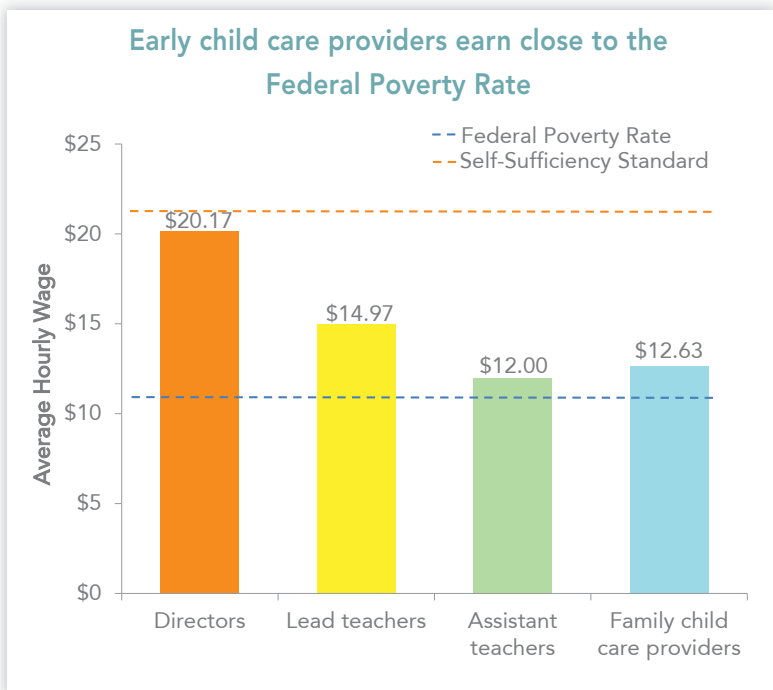 Early child care providers earn close to the
Federal Poverty Rate
Federal Poverty Rate
Self-Sufficiency Standard
$25
$20
$15
$10
$5
$0
Average Hourly Wage
$20.17
$14.97
$12.00
$12.63
Directors
Lead teachers
Assistant
teachers
Family child
care providers